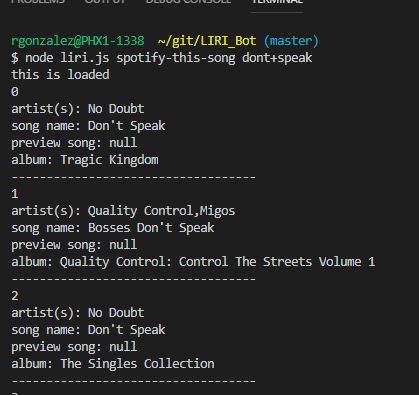 PROBLEMS OUTPUT DEBUG CONSOLE TERMINAL
rgonzalez@PHX1-1338 ~/git/LIRI_Bot (master)
$ node liri.js spotify-this-song dont+speak
this is loaded
0
artist(s): No Doubt
song name: Don't Speak
preview song: null
album: Tragic Kingdom
-----------------------------------
1
artist(s): Quality Control,Migos
song name: Bosses Don't Speak
preview song: null
album: Quality Control: Control The Streets Volume 1
-----------------------------------
2
artist(s): No Doubt
song name: Don't Speak
preview song: null
album: The Singles Collection
-----------------------------------